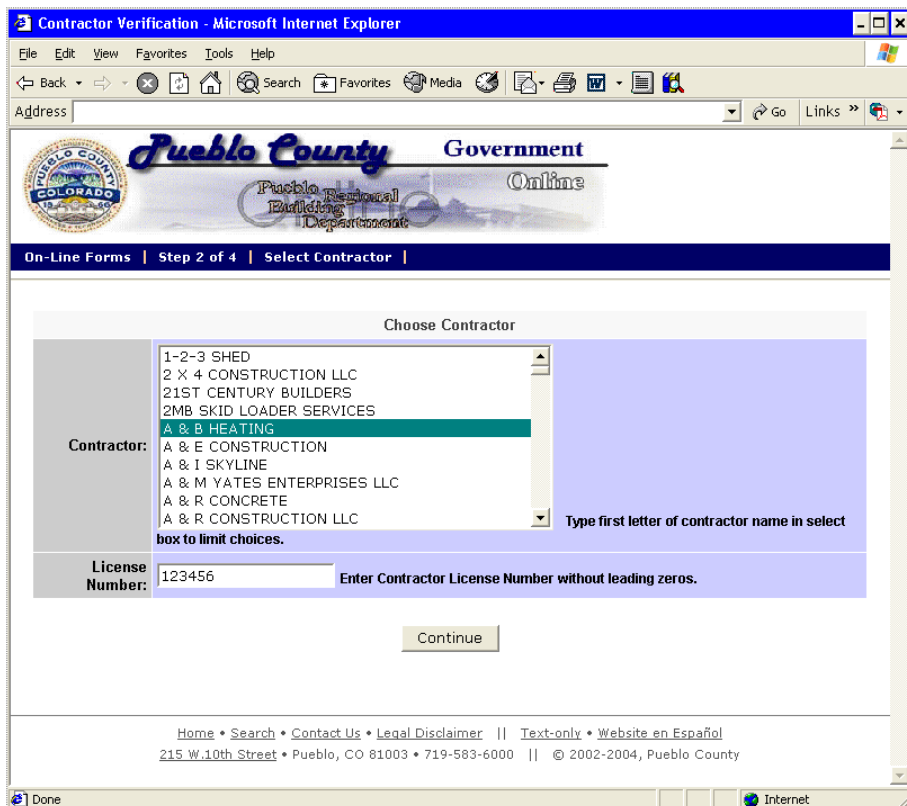 Contractor Verification - Microsoft Internet Explorer
File Edit View Favorites Tools Help
Back Search Favorites Media
Address Go Links »
Pueblo County Government
Online
PUEBLO COUNTY
COLORADO
Pueblo Regional
Building
Department
On-Line Forms | Step 2 of 4 | Select Contractor |
Choose Contractor
1-2-3 SHED
2 X 4 CONSTRUCTION LLC
21ST CENTURY BUILDERS
2MB SKID LOADER SERVICES
A & B HEATING
Contractor: A & E CONSTRUCTION
A & I SKYLINE
A & M YATES ENTERPRISES LLC
A & R CONCRETE
A & R CONSTRUCTION LLC
Type first letter of contractor name in select
box to limit choices.
License
Number: 123456 Enter Contractor License Number without leading zeros.
Continue
Home • Search • Contact Us • Legal Disclaimer || Text-only • Website en Español
215 W.10th Street • Pueblo, CO 81003 • 719-583-6000 || © 2002-2004, Pueblo County
Done Internet